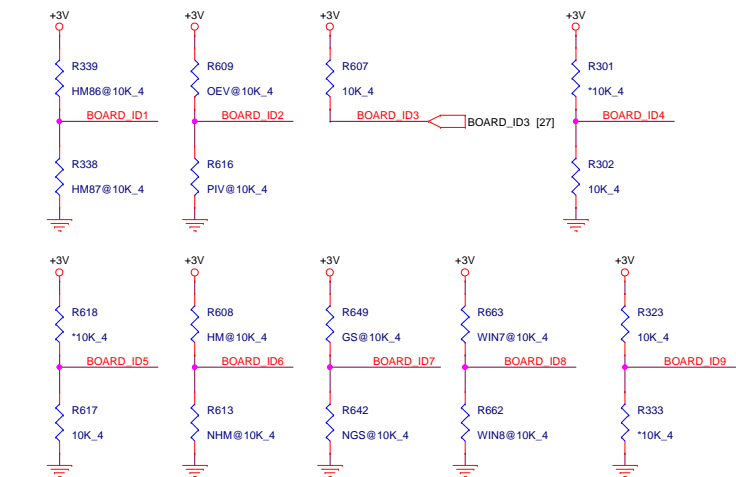 +3V +3V +3V +3V
R339 R609 R607 R301
HM86@10K_4 OEV@10K_4 10K_4 *10K_4
BOARD_ID1 BOARD_ID2 BOARD_ID3 BOARD_ID3 [27] BOARD_ID4
R338 R616 R302
HM87@10K_4 PIV@10K_4 10K_4
+3V +3V +3V +3V +3V
R618 R608 R649 R663 R323
*10K_4 HM@10K_4 GS@10K_4 WIN7@10K_4 10K_4
BOARD_ID5 BOARD_ID6 BOARD_ID7 BOARD_ID8 BOARD_ID9
R617 R613 R642 R662 R333
10K_4 NHM@10K_4 NGS@10K_4 WIN8@10K_4 *10K_4